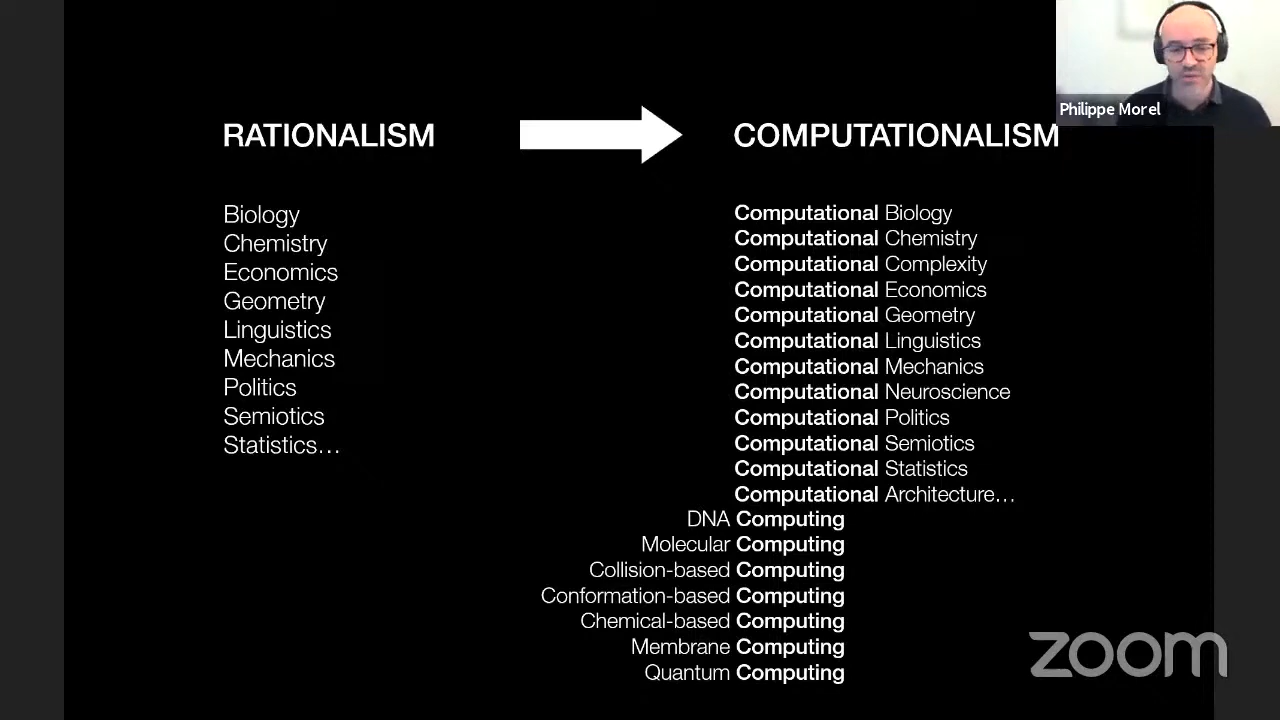 Philippe Morel
RATIONALISM
COMPUTATIONALISM
Biology
Chemistry
Economics
Geometry
Linguistics
Mechanics
Politics
Semiotics
Statistics…
Computational Biology
Computational Chemistry
Computational Complexity
Computational Economics
Computational Geometry
Computational Linguistics
Computational Mechanics
Computational Neuroscience
Computational Politics
Computational Semiotics
Computational Statistics
Computational Architecture…
DNA Computing
Molecular Computing
Collision-based Computing
Conformation-based Computing
Chemical-based Computing
Membrane Computing
Quantum Computing
zoom